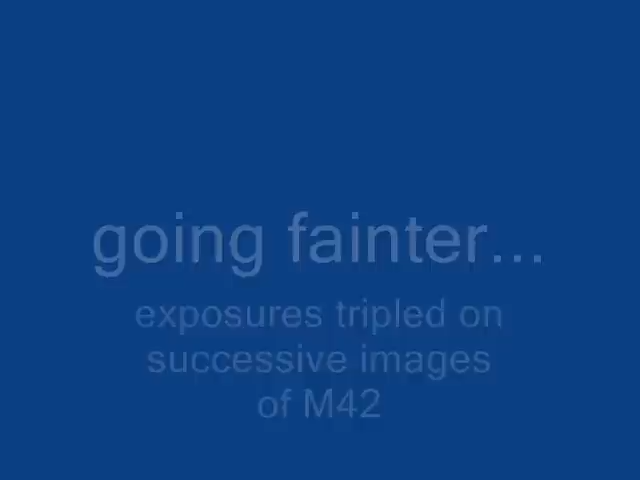 going fainter...
exposures tripled on
successive images
of M42